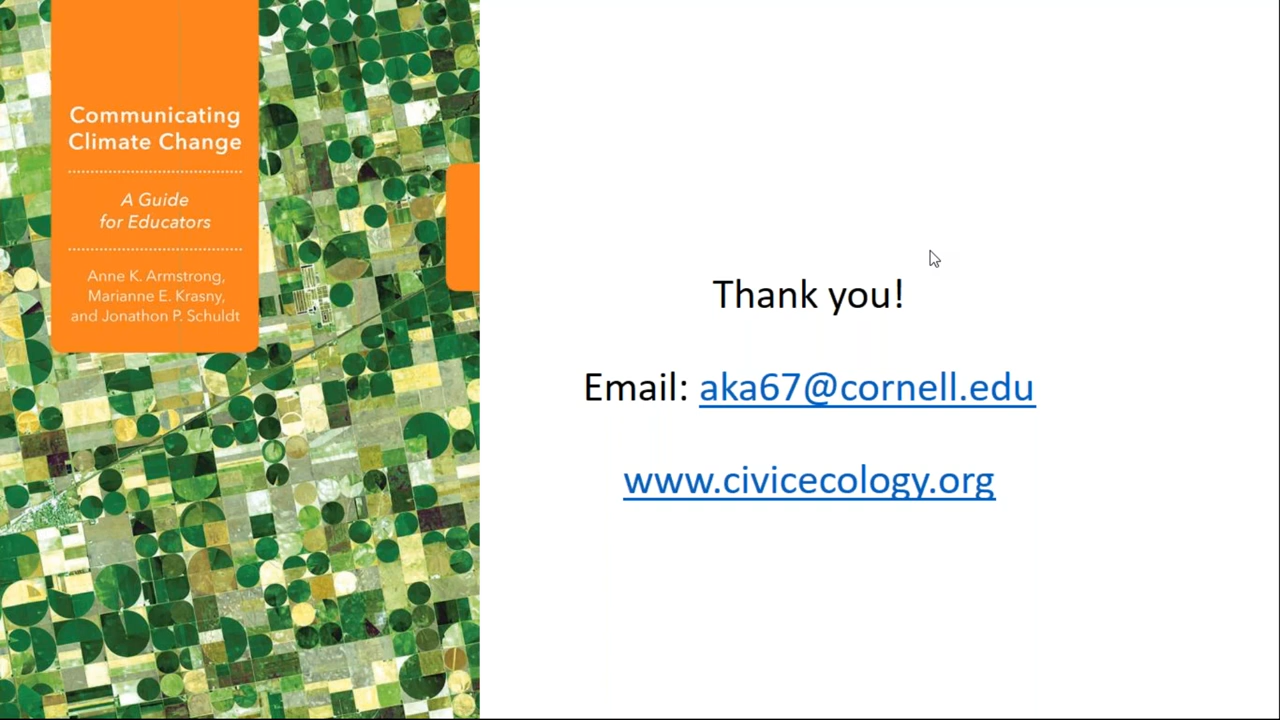 Communicating
Climate Change
A Guide
for Educators
Anne K. Armstrong,
Marianne E. Krasny,
and Jonathon P. Schuldt
Thank you!
Email: aka67@cornell.edu
www.civicecology.org